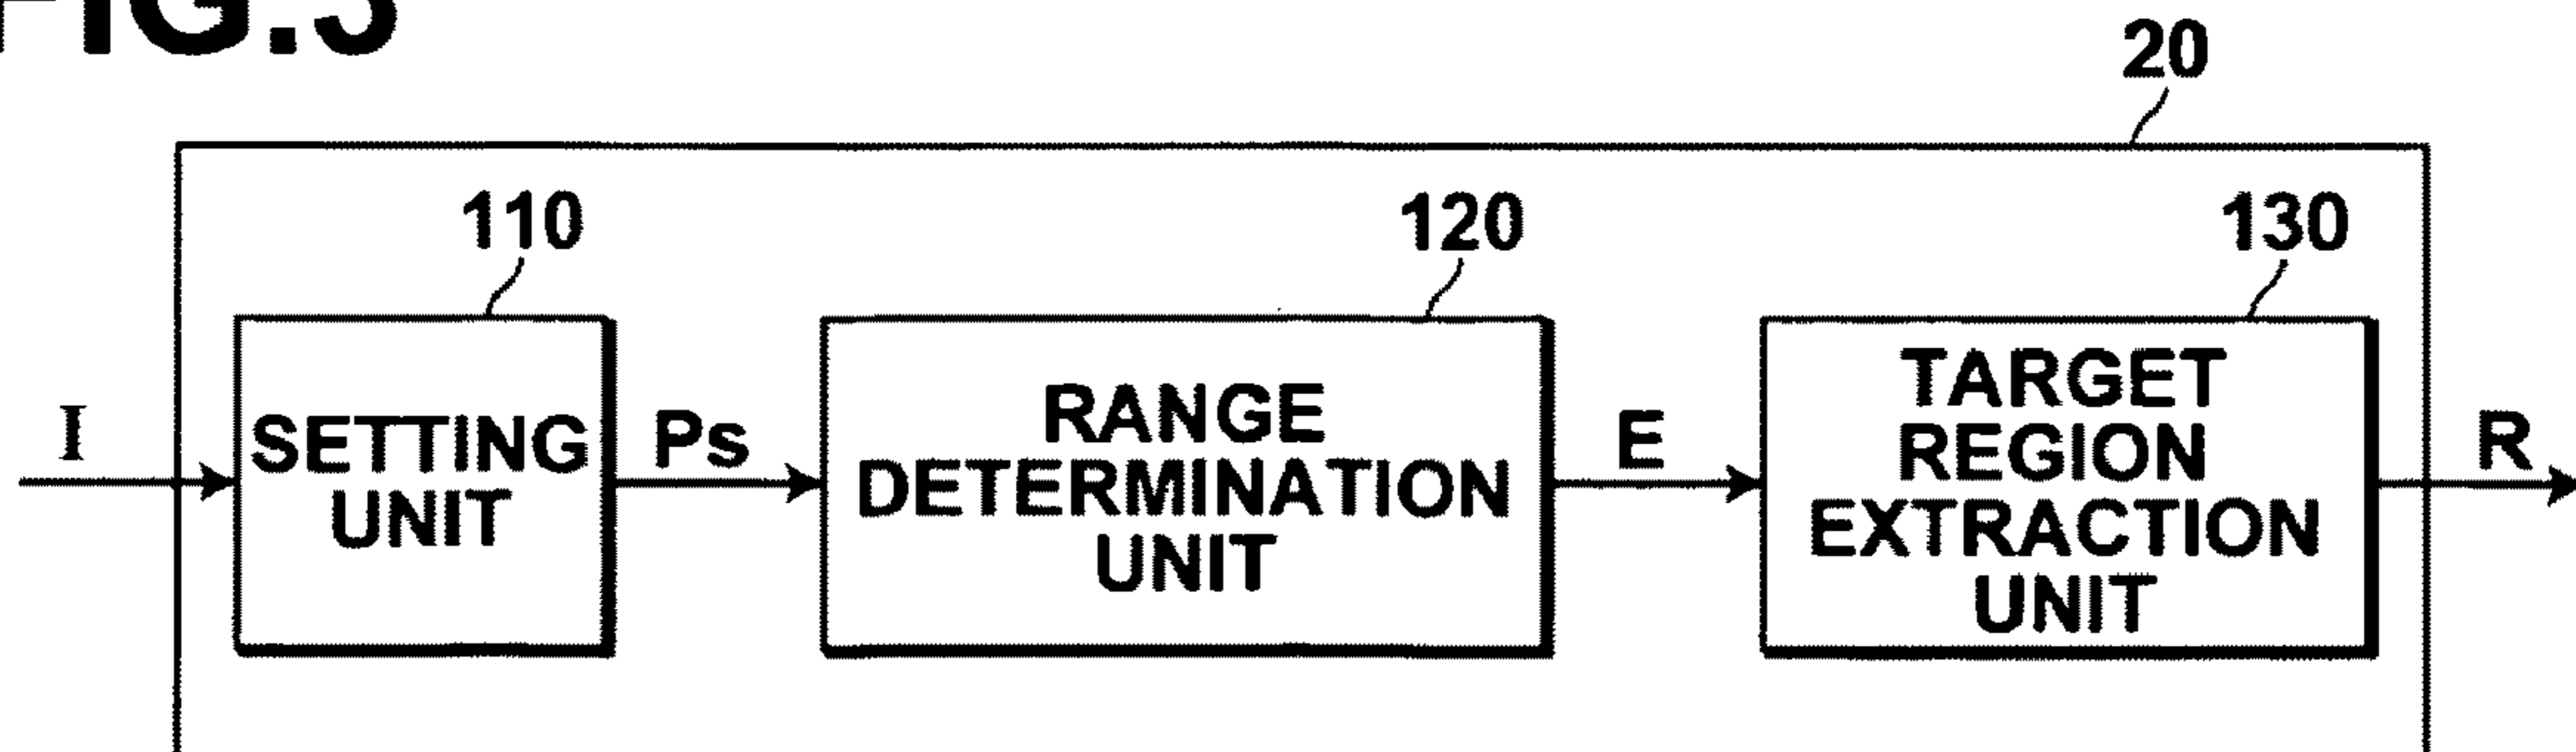 FIG.3
20
110
120
130
I
SETTING
UNIT
Ps
RANGE
DETERMINATION
UNIT
E
TARGET
REGION
EXTRACTION
UNIT
R